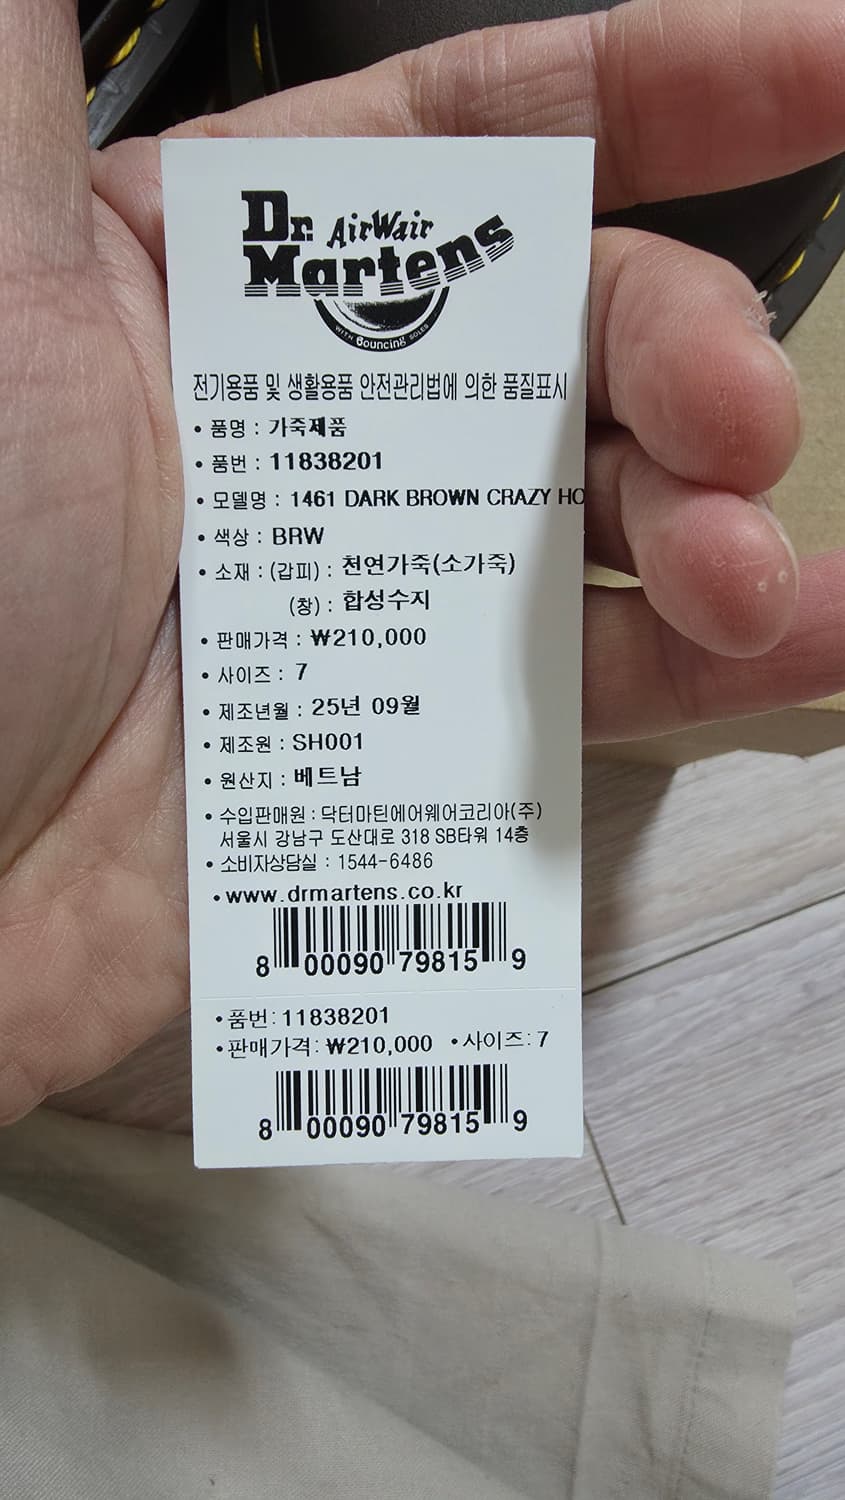 Dr. AirWair
Martens
WITH Bouncing SOLES
전기용품 및 생활용품 안전관리법에 의한 품질표시
• 품명 : 가죽제품
• 품번 : 11838201
• 모델명 : 1461 DARK BROWN CRAZY HO
• 색상 : BRW
• 소재 : (갑피) : 천연가죽(소가죽)
(창) : 합성수지
• 판매가격 : ₩210,000
• 사이즈 : 7
• 제조년월 : 25년 09월
• 제조원 : SH001
• 원산지 : 베트남
• 수입판매원 : 닥터마틴에어웨어코리아(주)
서울시 강남구 도산대로 318 SB타워 14층
• 소비자상담실 : 1544-6486
• www.drmartens.co.kr
8 00090 79815 9
• 품번: 11838201
• 판매가격: ₩210,000 • 사이즈: 7
8 00090 79815 9